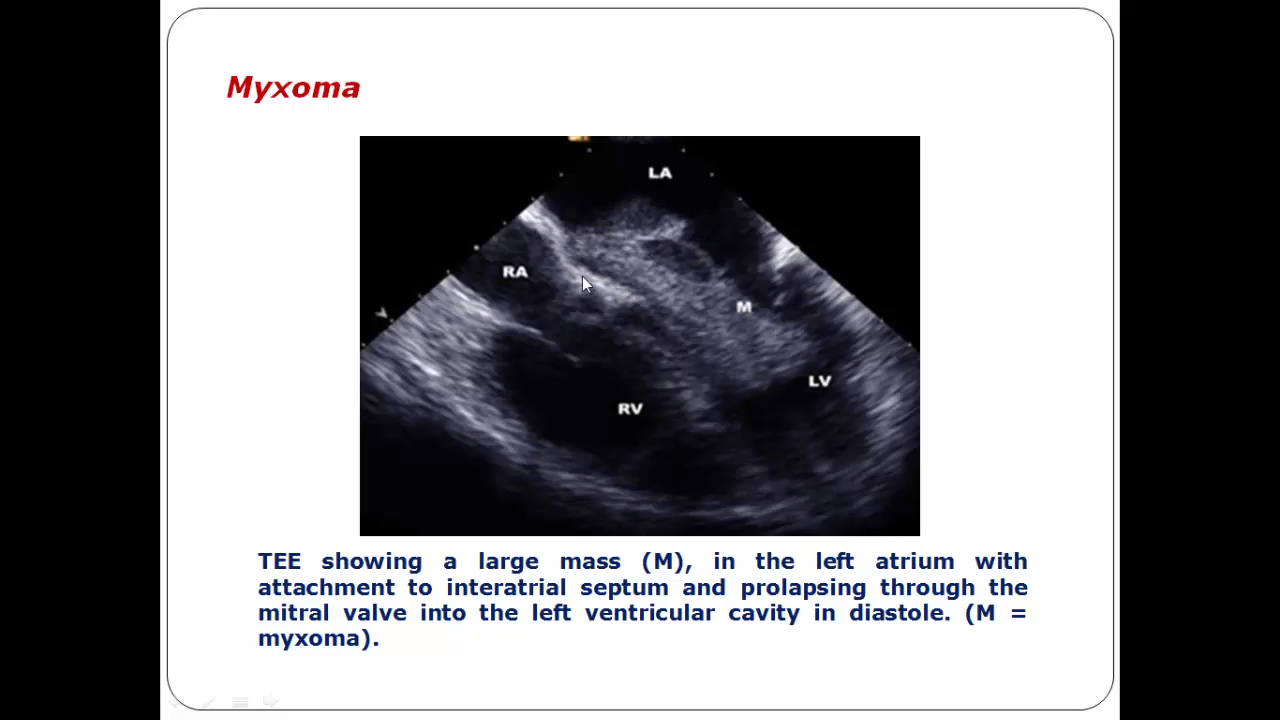 Myxoma
LA
RA
M
LV
RV
TEE showing a large mass (M), in the left atrium with
attachment to interatrial septum and prolapsing through the
mitral valve into the left ventricular cavity in diastole. (M =
myxoma).